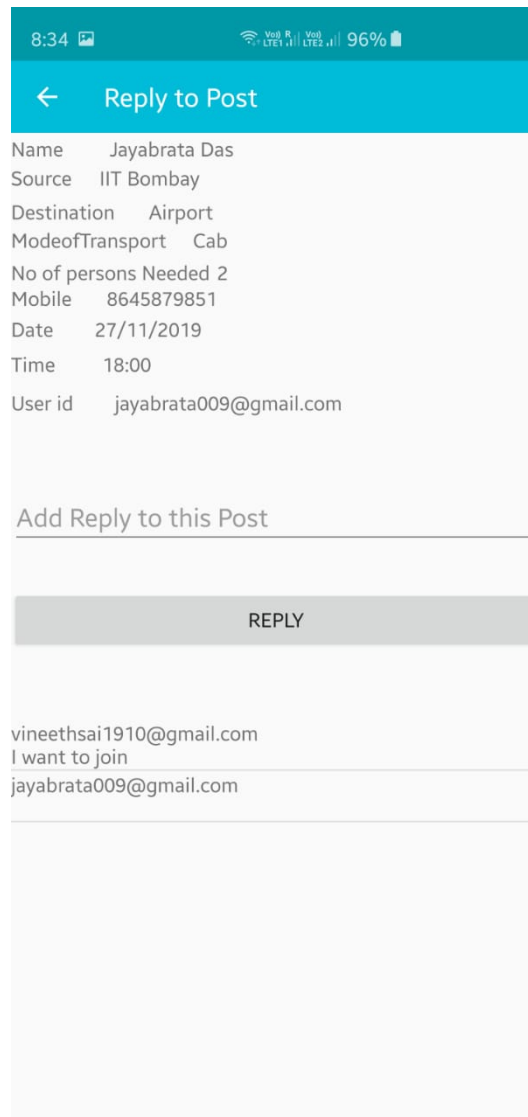 8:34 96%
Reply to Post
Name Jayabrata Das
Source IIT Bombay
Destination Airport
ModeofTransport Cab
No of persons Needed 2
Mobile 8645879851
Date 27/11/2019
Time 18:00
User id jayabrata009@gmail.com
Add Reply to this Post
REPLY
vineethsai1910@gmail.com
I want to join
jayabrata009@gmail.com